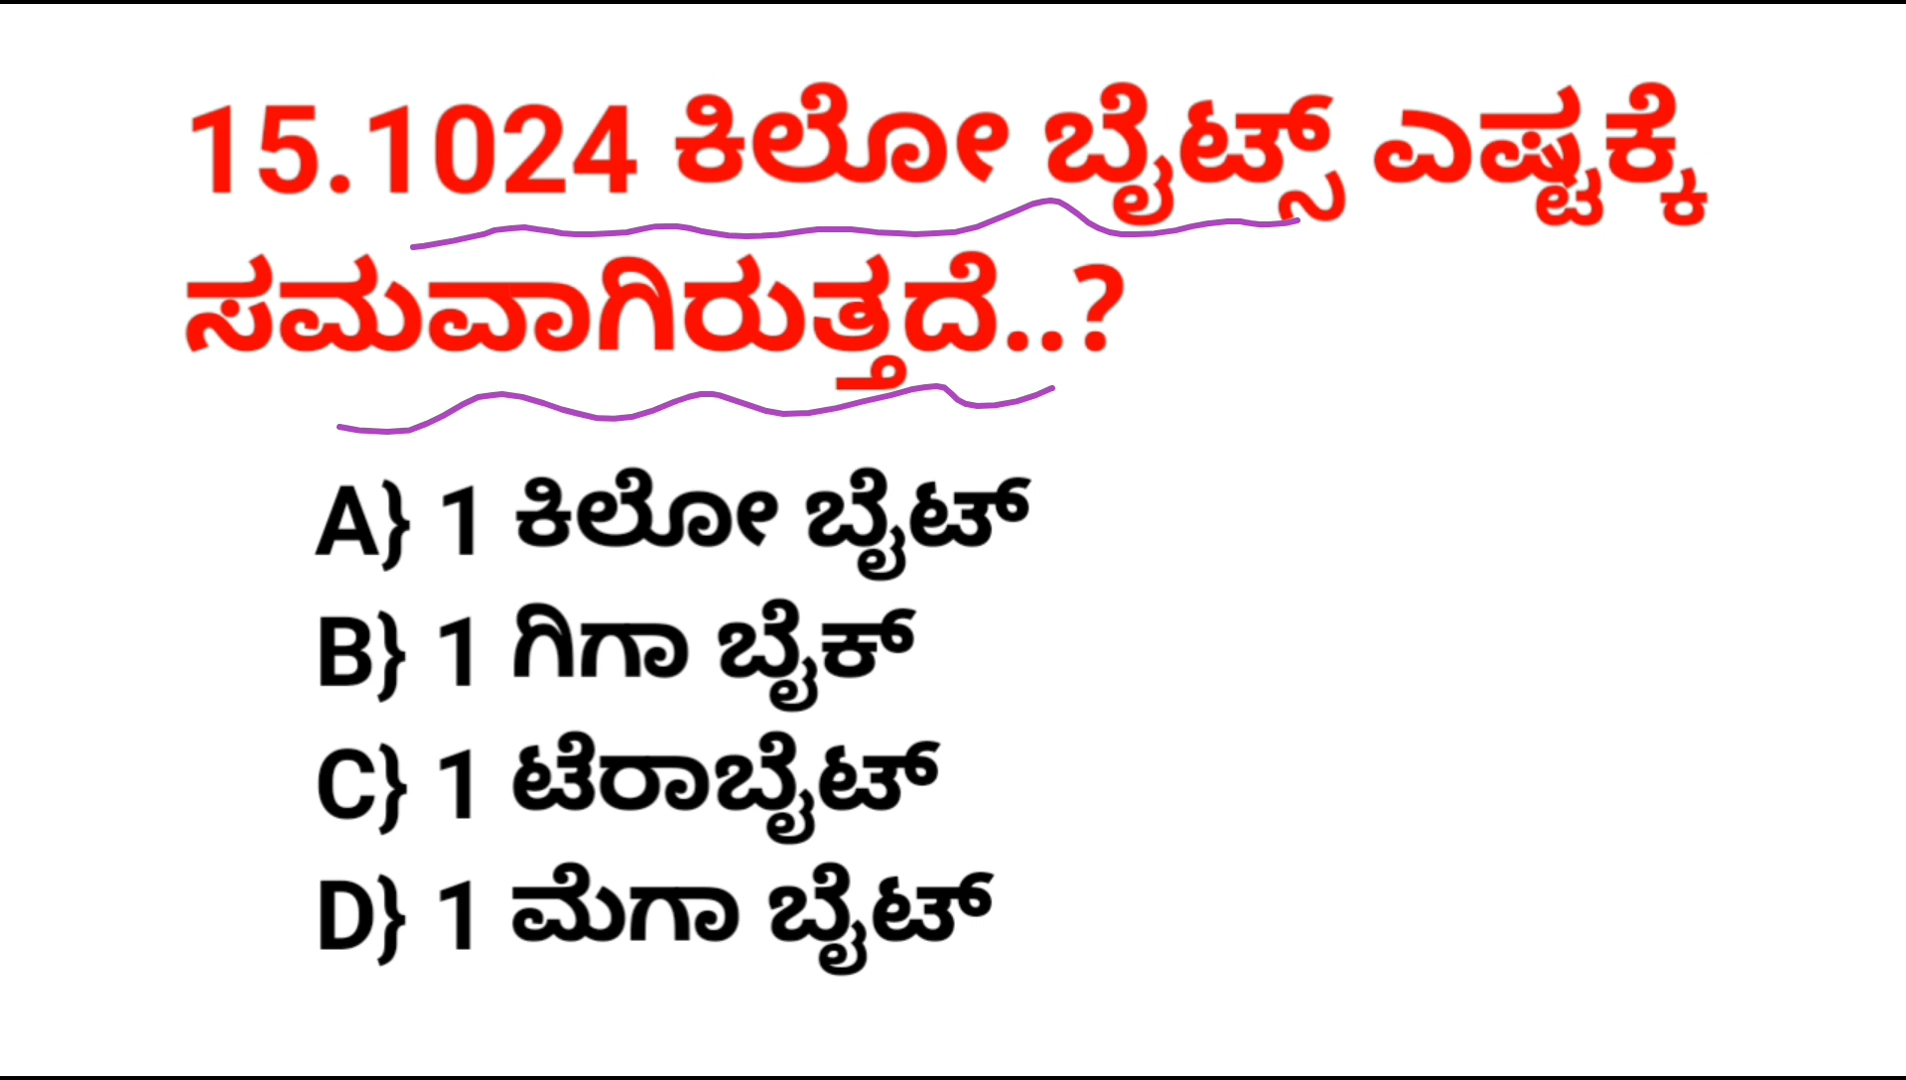 15.1024 ಕಿಲೋ ಬೈಟ್ಸ್ ಎಷ್ಟಕ್ಕೆ
ಸಮವಾಗಿರುತ್ತದೆ..?
A} 1 ಕಿಲೋ ಬೈಟ್
B} 1 ಗಿಗಾ ಬೈಕ್
C} 1 ಟೆರಾಬೈಟ್
D} 1 ಮೆಗಾ ಬೈಟ್